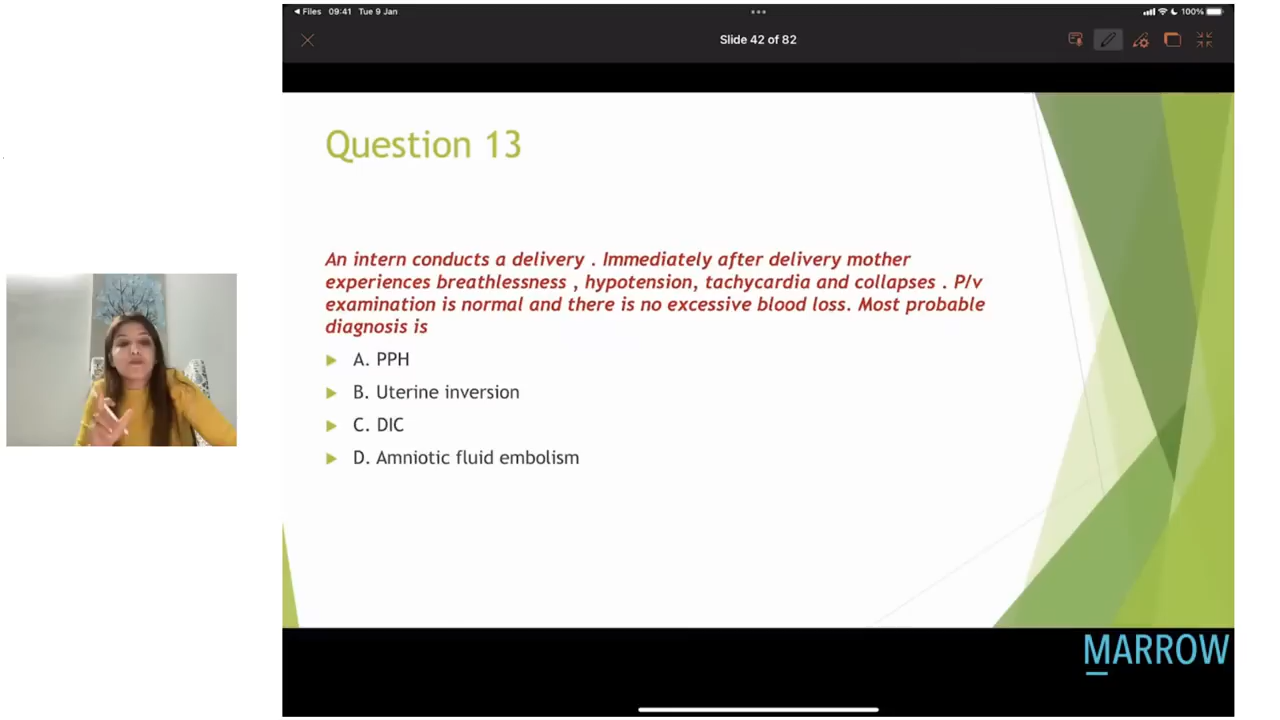 ◀ Files 09:41 Tue 9 Jan
100%
Slide 42 of 82
Question 13
An intern conducts a delivery . Immediately after delivery mother
experiences breathlessness , hypotension, tachycardia and collapses . P/v
examination is normal and there is no excessive blood loss. Most probable
diagnosis is
A. PPH
B. Uterine inversion
C. DIC
D. Amniotic fluid embolism
MARROW